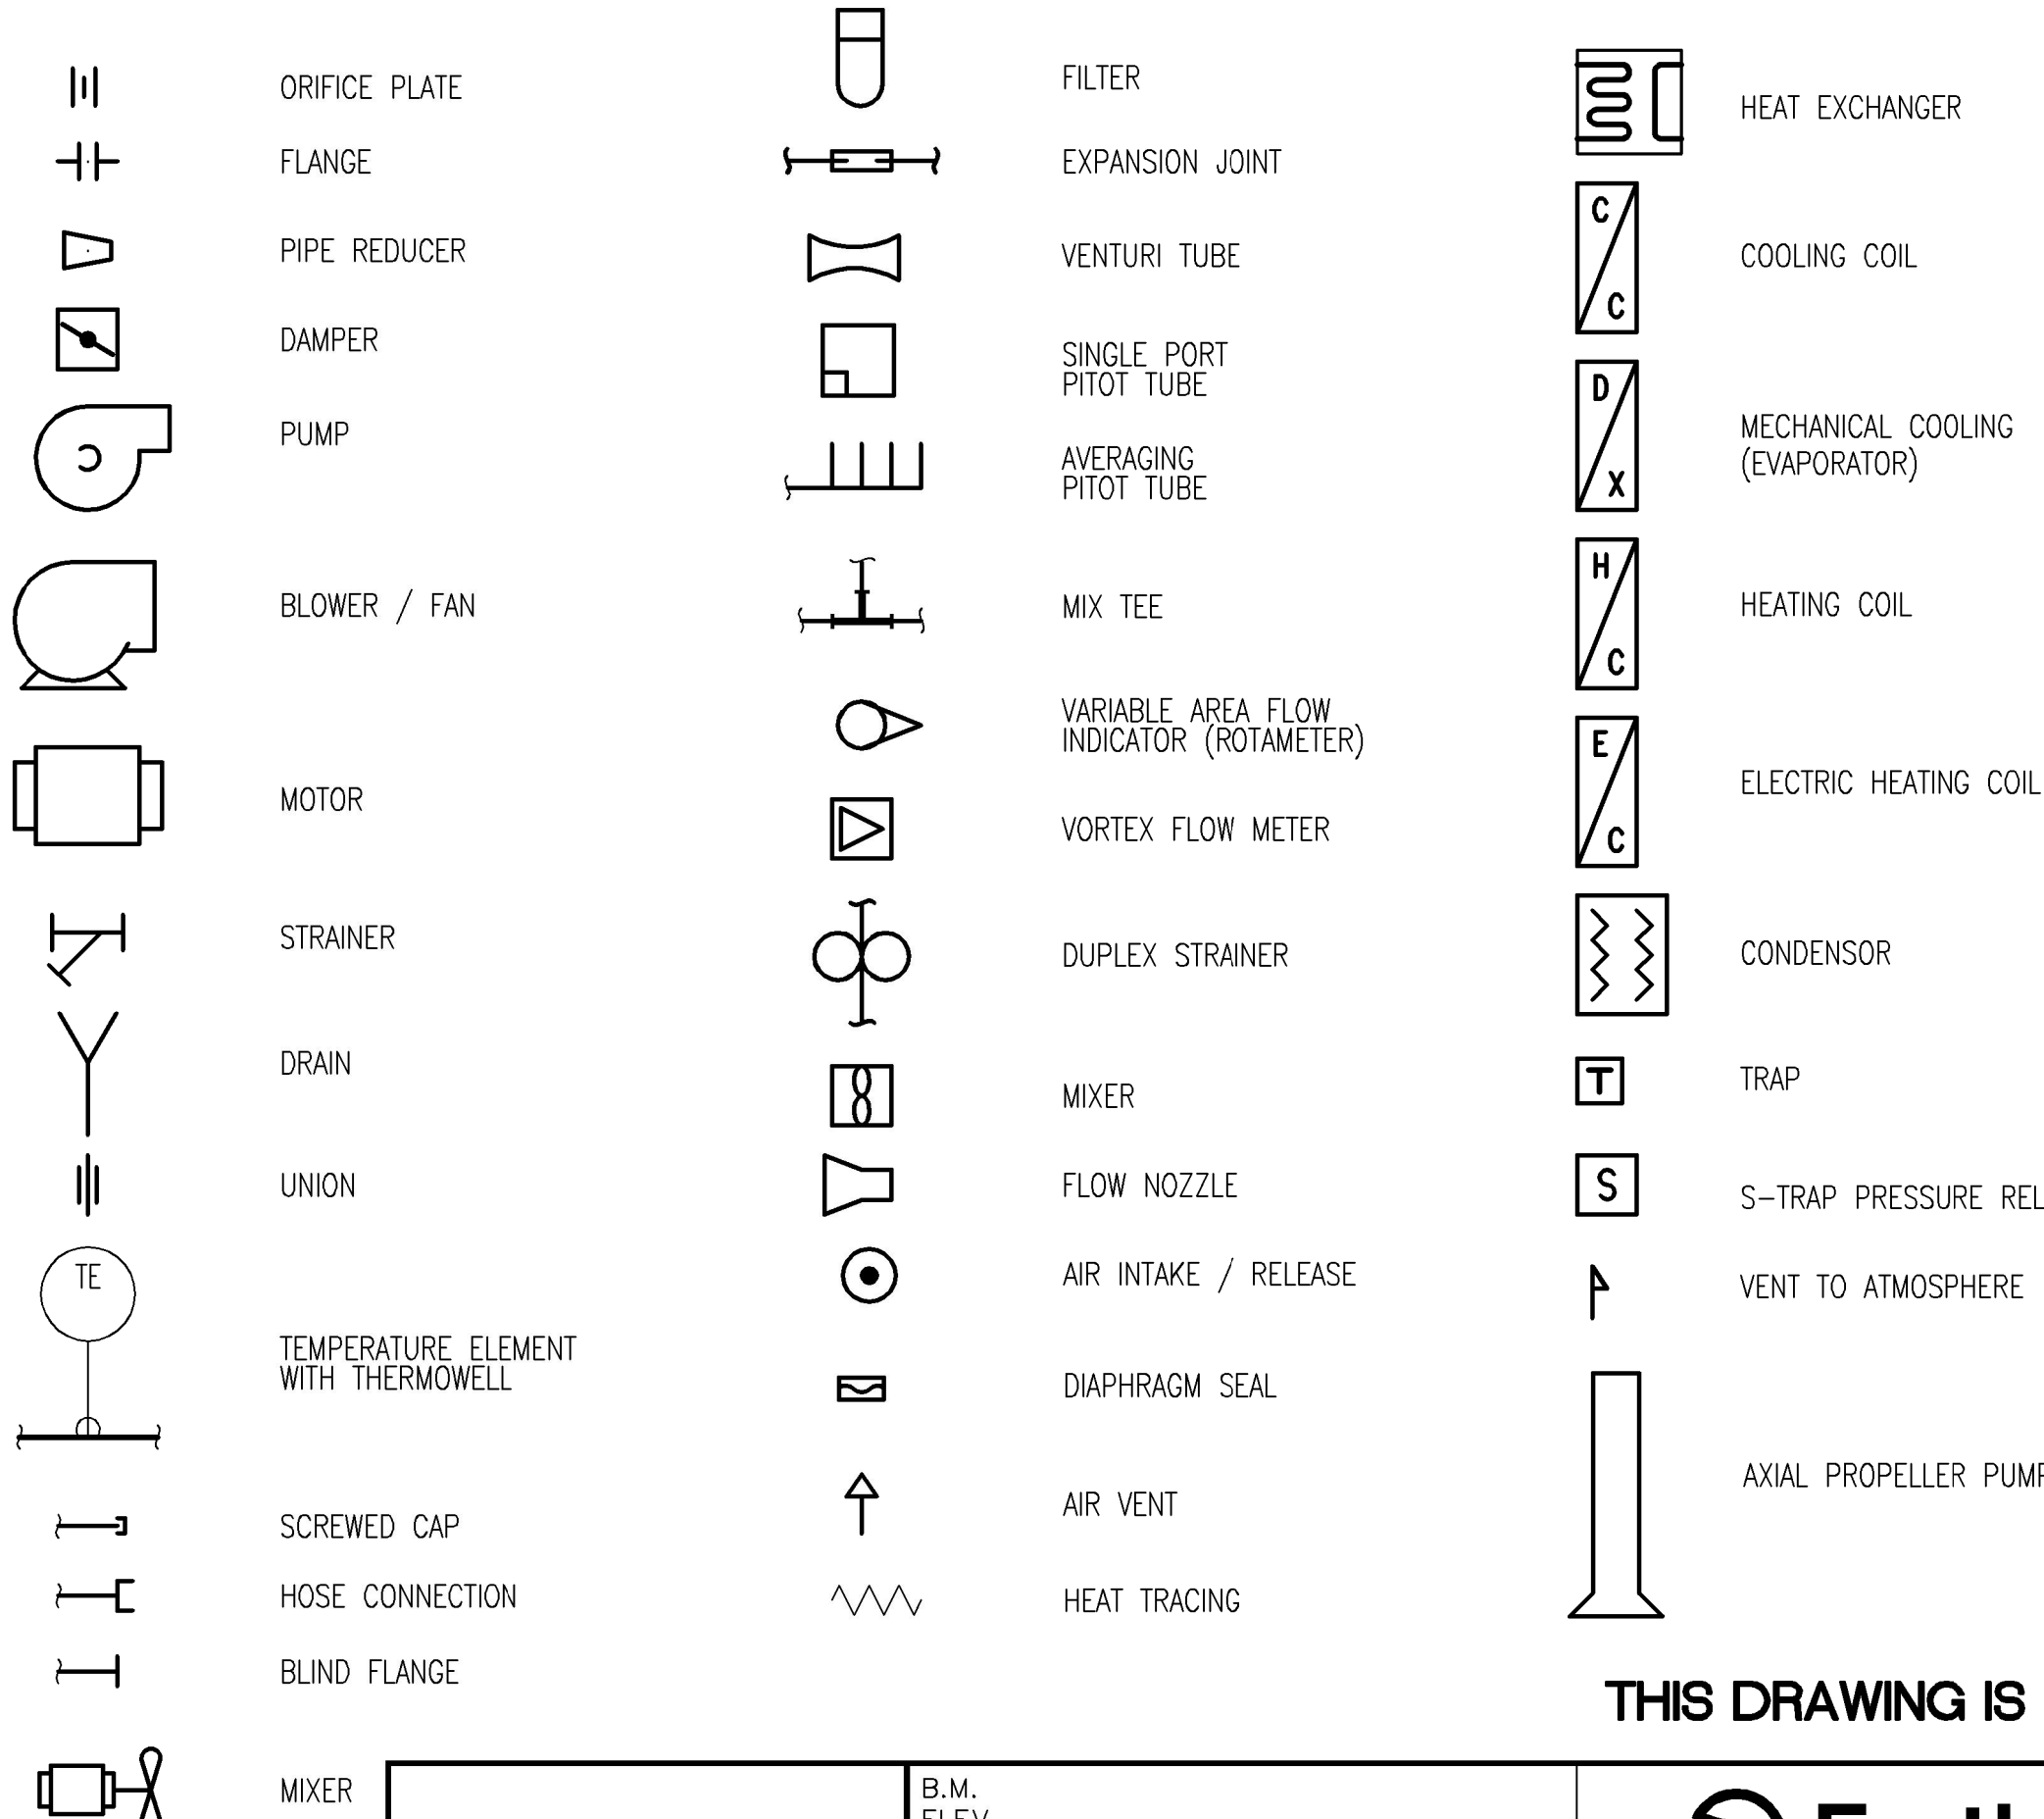 ORIFICE PLATE
FLANGE
PIPE REDUCER
DAMPER
PUMP
BLOWER / FAN
MOTOR
STRAINER
DRAIN
UNION
TE
TEMPERATURE ELEMENT
WITH THERMOWELL
SCREWED CAP
HOSE CONNECTION
BLIND FLANGE
MIXER
FILTER
EXPANSION JOINT
VENTURI TUBE
SINGLE PORT
PITOT TUBE
AVERAGING
PITOT TUBE
MIX TEE
VARIABLE AREA FLOW
INDICATOR (ROTAMETER)
VORTEX FLOW METER
DUPLEX STRAINER
MIXER
FLOW NOZZLE
AIR INTAKE / RELEASE
DIAPHRAGM SEAL
AIR VENT
HEAT TRACING
HEAT EXCHANGER
C
C
COOLING COIL
D
X
MECHANICAL COOLING
(EVAPORATOR)
H
C
HEATING COIL
E
C
ELECTRIC HEATING COIL
CONDENSOR
T
TRAP
S
S-TRAP PRESSURE REL
VENT TO ATMOSPHERE
AXIAL PROPELLER PUMP
THIS DRAWING IS
B.M.
ELEV